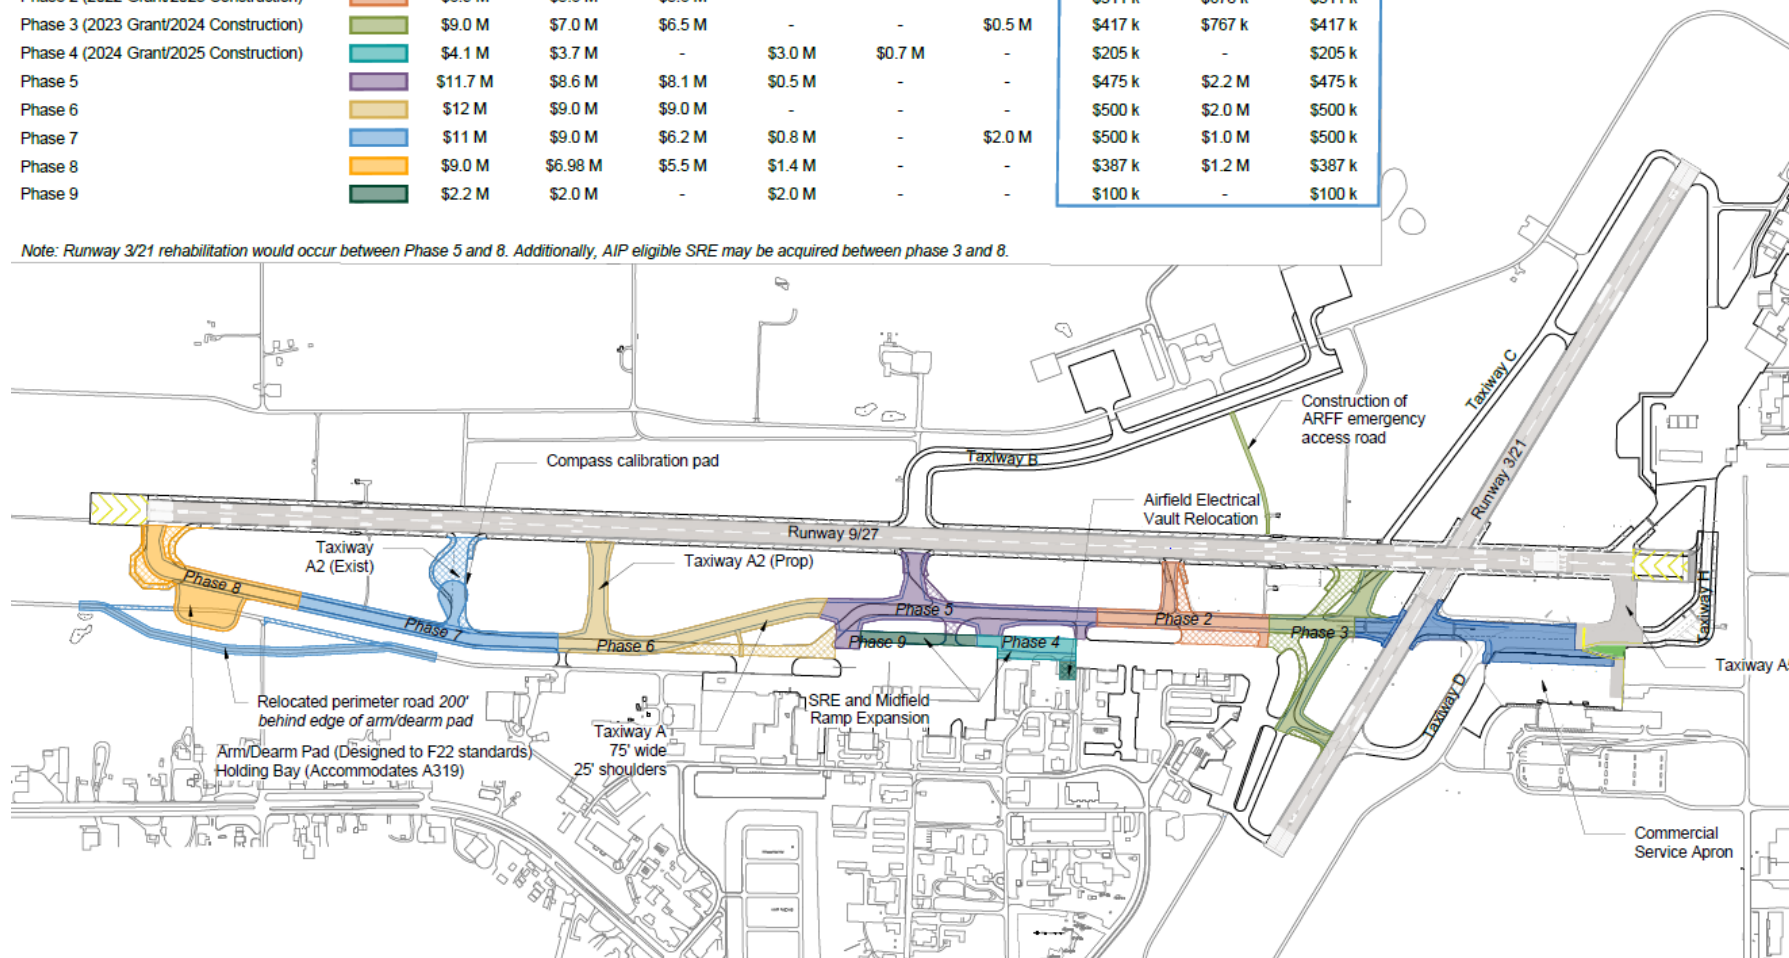 Phase 3 (2023 Grant/2024 Construction) $9.0 M $7.0 M $6.5 M - - $0.5 M $417 k $767 k $417 k
Phase 4 (2024 Grant/2025 Construction) $4.1 M $3.7 M - $3.0 M $0.7 M - $205 k - $205 k
Phase 5 $11.7 M $8.6 M $8.1 M $0.5 M - - $475 k $2.2 M $475 k
Phase 6 $12 M $9.0 M $9.0 M - - - $500 k $2.0 M $500 k
Phase 7 $11 M $9.0 M $6.2 M $0.8 M - $2.0 M $500 k $1.0 M $500 k
Phase 8 $9.0 M $6.98 M $5.5 M $1.4 M - - $387 k $1.2 M $387 k
Phase 9 $2.2 M $2.0 M - $2.0 M - - $100 k - $100 k
Note: Runway 3/21 rehabilitation would occur between Phase 5 and 8. Additionally, AIP eligible SRE may be acquired between phase 3 and 8.
Taxiway C
Construction of
ARFF emergency
access road
Taxiway B
Compass calibration pad
Runway 3/21
Airfield Electrical
Vault Relocation
Runway 9/27
Taxiway
A2 (Exist)
Taxiway A2 (Prop)
Phase 8
Phase 7
Phase 6
Phase 5
Phase 9
Phase 4
Phase 2
Phase 3
Taxiway H
Taxiway A
Taxiway D
Relocated perimeter road 200'
behind edge of arm/dearm pad
SRE and Midfield
Ramp Expansion
Taxiway A
75' wide
25' shoulders
Arm/Dearm Pad (Designed to F22 standards)
Holding Bay (Accommodates A319)
Commercial
Service Apron